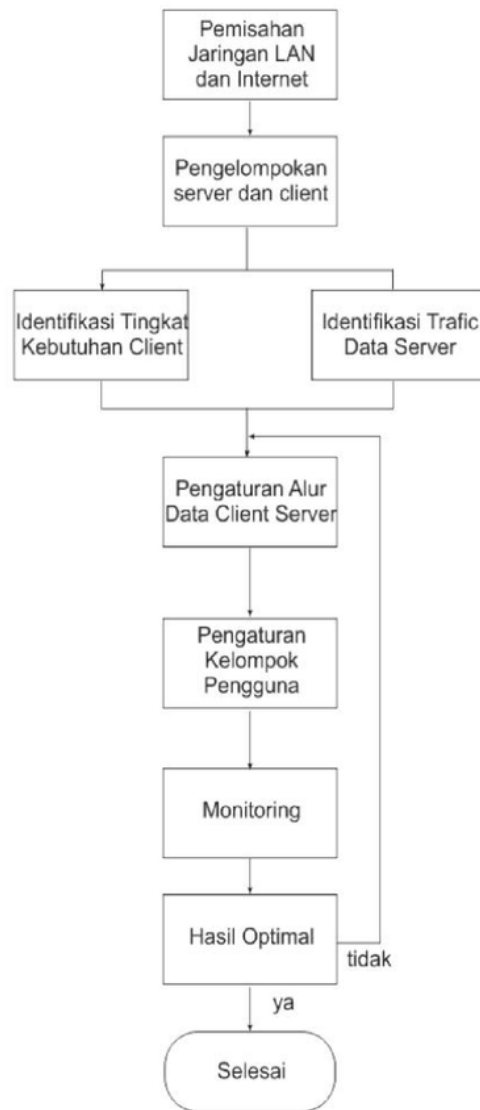 Pemisahan
Jaringan LAN
dan Internet
Pengelompokan
server dan client
Identifikasi Tingkat
Kebutuhan Client
Identifikasi Trafic
Data Server
Pengaturan Alur
Data Client Server
Pengaturan
Kelompok
Pengguna
Monitoring
Hasil Optimal
tidak
ya
Selesai